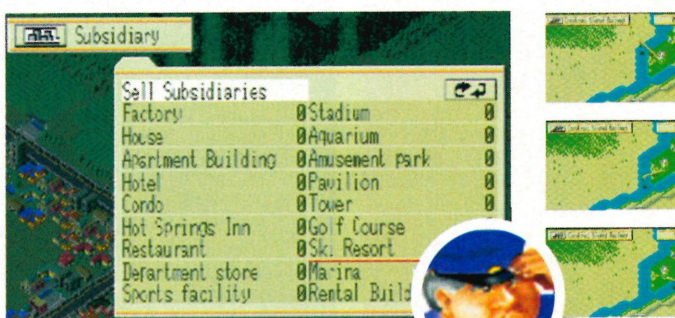 Subsidiary
Sell Subsidiaries
Factory 0 Stadium 0
House 0 Aquarium 0
Apartment Building 0 Amusement park 0
Hotel 0 Pavilion 0
Condo 0 Tower 0
Hot Springs Inn 0 Golf Course
Restaurant 0 Ski Resort
Department store 0 Marina
Sports facility 0 Rental Buil